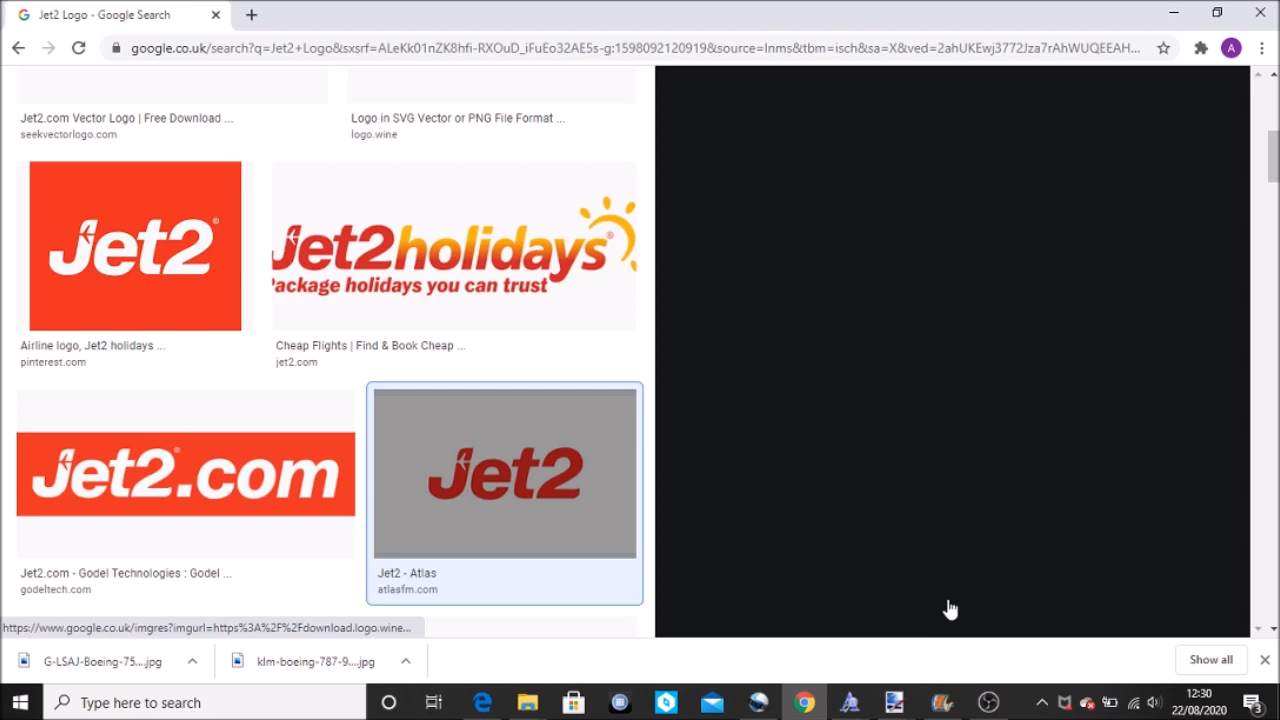 Jet2 Logo - Google Search
google.co.uk/search?q=Jet2+Logo&sxsrf=ALeKk01nZK8hfi-RXOuD_iFuEo32AE5s-g:1598092120919&source=lnms&tbm=isch&sa=X&ved=2ahUKEwj3772Jza7rAhWUQEEAH...
A
Jet2.com Vector Logo | Free Download ...
Logo in SVG Vector or PNG File Format ...
seekvectorlogo.com
logo.wine
Jet2®
Jet2holidays®
Package holidays you can trust
Airline logo, Jet2 holidays ...
Cheap Flights | Find & Book Cheap ...
pinterest.com
jet2.com
Jet2®.com
Jet2
Jet2.com - Godel Technologies : Godel ...
Jet2 - Atlas
godeltech.com
atlasfm.com
https://www.google.co.uk/imgres?imgurl=https%3A%2F%2Fdownload.logo.wine...
G-LSAJ-Boeing-75....jpg
klm-boeing-787-9....jpg
Show all
Type here to search
12:30
22/08/2020
3